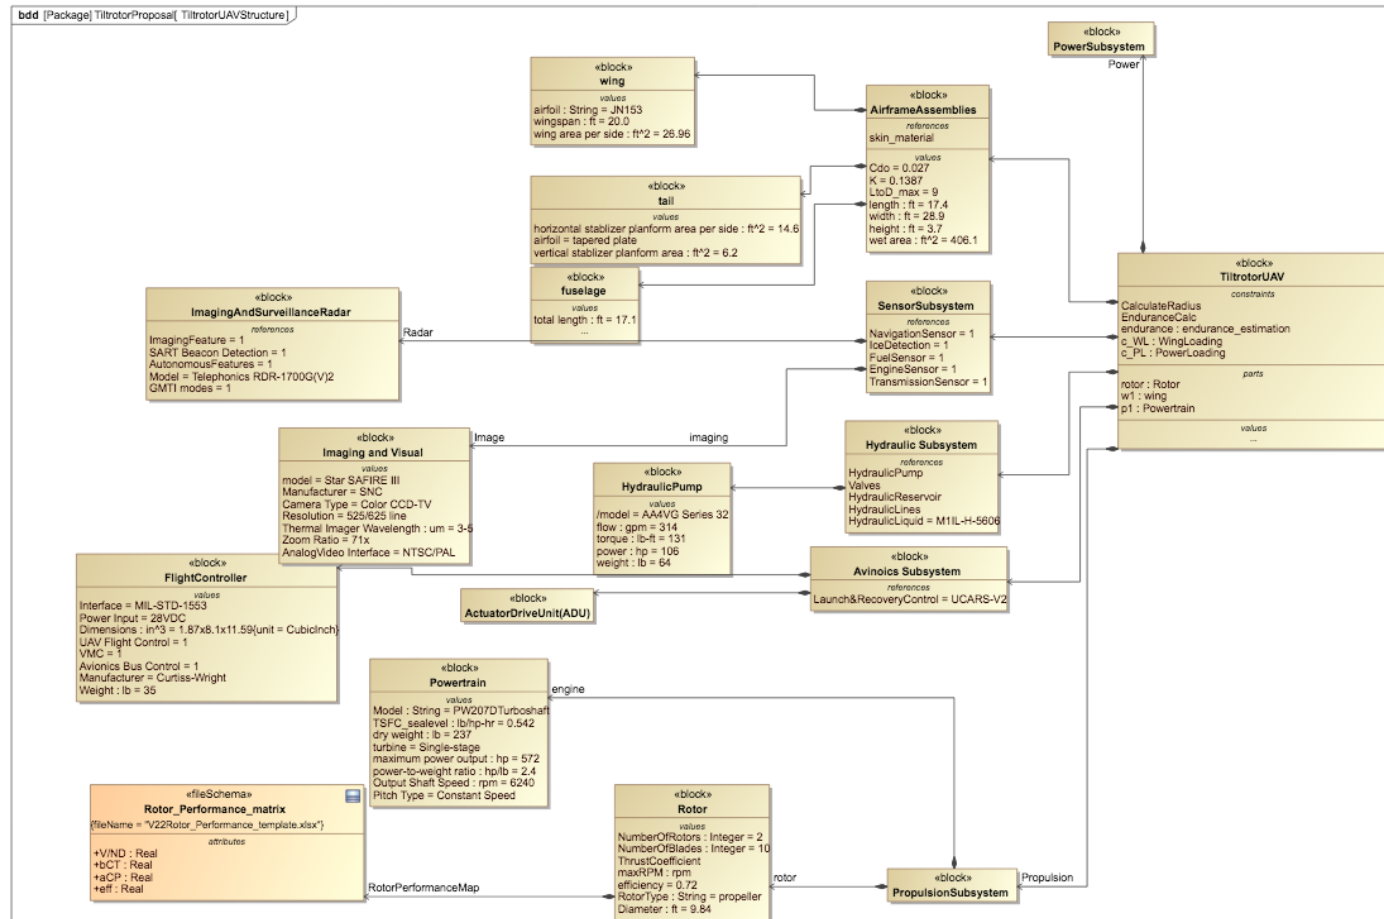 bdd [Package] TiltrotorProposal[ TiltrotorUAVStructure]
«block»
PowerSubsystem
Power
«block»
wing
values
airfoil : String = JN153
wingspan : ft = 20.0
wing area per side : ft^2 = 26.96
«block»
AirframeAssemblies
references
skin_material
values
Cdo = 0.027
K = 0.1387
LtoD_max = 9
length : ft = 17.4
width : ft = 28.9
height : ft = 3.7
wet area : ft^2 = 406.1
«block»
tail
values
horizontal stablizer planform area per side : ft^2 = 14.6
airfoil = tapered plate
vertical stablizer planform area : ft^2 = 6.2
«block»
fuselage
values
total length : ft = 17.1
...
«block»
TiltrotorUAV
constraints
CalculateRadius
EnduranceCalc
endurance : endurance_estimation
c_WL : WingLoading
c_PL : PowerLoading
parts
rotor : Rotor
w1 : wing
p1 : Powertrain
values
...
«block»
ImagingAndSurveillanceRadar
references
ImagingFeature = 1
SART Beacon Detection = 1
AutonomousFeatures = 1
Model = Telephonics RDR-1700G(V)2
GMTI modes = 1
Radar
«block»
SensorSubsystem
references
NavigationSensor = 1
IceDetection = 1
FuelSensor = 1
EngineSensor = 1
TransmissionSensor = 1
«block»
Imaging and Visual
values
model = Star SAFIRE III
Manufacturer = SNC
Camera Type = Color CCD-TV
Resolution = 525/625 line
Thermal Imager Wavelength : um = 3-5
Zoom Ratio = 71x
AnalogVideo Interface = NTSC/PAL
Image
imaging
«block»
Hydraulic Subsystem
references
HydraulicPump
Valves
HydraulicReservoir
HydraulicLines
HydraulicLiquid = M1IL-H-5606
«block»
HydraulicPump
values
/model = AA4VG Series 32
flow : gpm = 314
torque : lb-ft = 131
power : hp = 106
weight : lb = 64
«block»
Avinoics Subsystem
references
Launch&RecoveryControl = UCARS-V2
«block»
FlightController
values
Interface = MIL-STD-1553
Power Input = 28VDC
Dimensions : in^3 = 1.87x8.1x11.59{unit = CubicInch}
UAV Flight Control = 1
VMC = 1
Avionics Bus Control = 1
Manufacturer = Curtiss-Wright
Weight : lb = 35
«block»
ActuatorDriveUnit(ADU)
«block»
Powertrain
values
Model : String = PW207DTurboshaft
TSFC_sealevel : lb/hp-hr = 0.542
dry weight : lb = 237
turbine = Single-stage
maximum power output : hp = 572
power-to-weight ratio : hp/lb = 2.4
Output Shaft Speed : rpm = 6240
Pitch Type = Constant Speed
engine
«fileSchema»
Rotor_Performance_matrix
{fileName = "V22Rotor_Performance_template.xlsx"}
attributes
+V/ND : Real
+bCT : Real
+aCP : Real
+eff : Real
RotorPerformanceMap
«block»
Rotor
values
NumberOfRotors : Integer = 2
NumberOfBlades : Integer = 10
ThrustCoefficient
maxRPM : rpm
efficiency = 0.72
RotorType : String = propeller
Diameter : ft = 9.84
rotor
«block»
PropulsionSubsystem
Propulsion